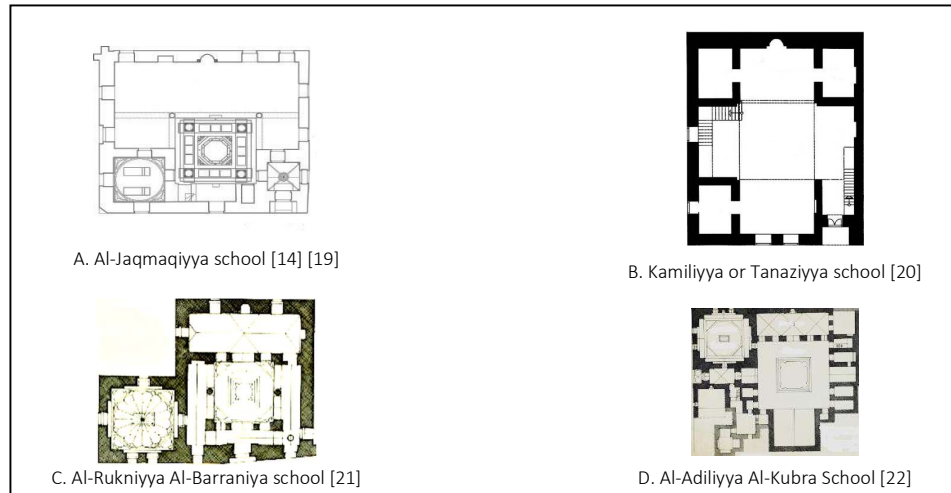 A. Al-Jaqmaqiyya school [14] [19]
B. Kamiliyya or Tanaziyya school [20]
C. Al-Rukniyya Al-Barraniya school [21]
D. Al-Adiliyya Al-Kubra School [22]